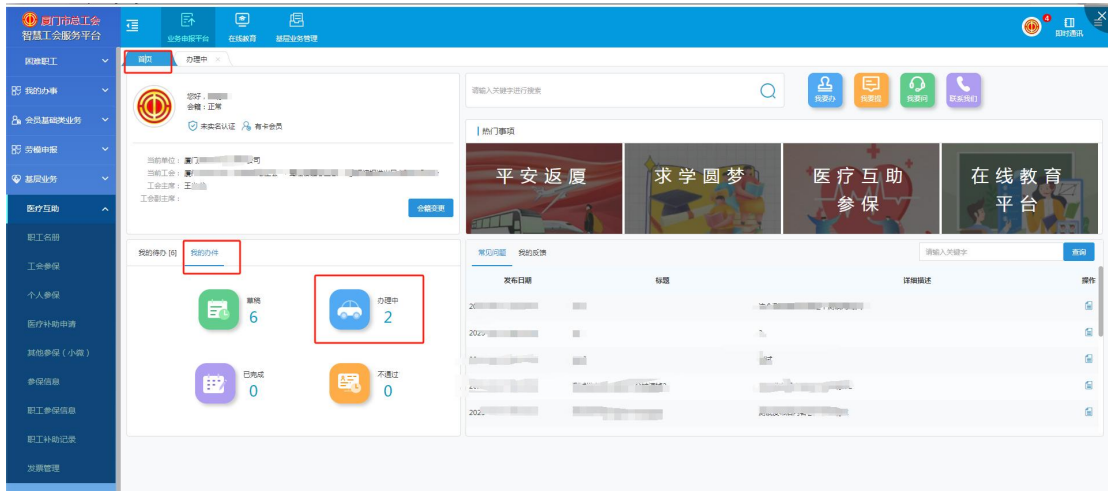 厦门市总工会
智慧工会服务平台
业务申报平台
在线教育
基层业务管理
4
即时通讯
首页
办理中 ×
困难职工
我的办事
会员基础类业务
劳模申报
基层业务
医疗互助
职工名册
工会参保
个人参保
医疗补助申请
其他参保（小微）
参保信息
职工参保信息
职工补助记录
发票管理
您好，
会籍：正常
未实名认证 有卡会员
当前单位：厦门 司
当前工会：
工会主席：王
工会副主席：
会籍变更
请输入关键字进行搜索
我要办
我要提
我要问
联系我们
热门事项
平安返厦
求学圆梦
医疗互助
参保
在线教育
平台
我的待办 [6] 我的办件
草稿
6
办理中
2
已完成
0
不通过
0
常见问题 我的反馈
请输入关键字
查询
发布日期 标题 详细描述 操作